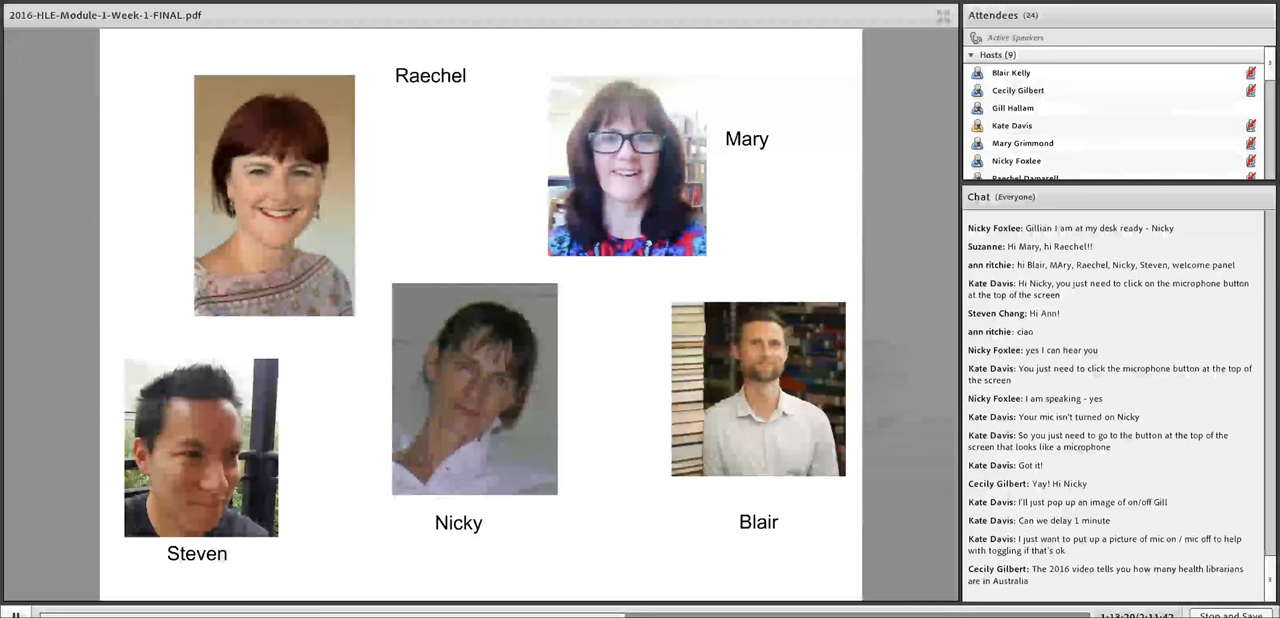 2016-HLE-Module-1-Week-1-FINAL.pdf
Raechel
Mary
Nicky
Blair
Steven
Attendees (24)
Active Speakers
Hosts (9)
Blair Kelly
Cecily Gilbert
Gill Hallam
Kate Davis
Mary Grimmond
Nicky Foxlee
Raechel Damarell
Chat (Everyone)
Nicky Foxlee: Gillian I am at my desk ready - Nicky
Suzanne: Hi Mary, hi Raechel!!
ann ritchie: hi Blair, MAry, Raechel, Nicky, Steven, welcome panel
Kate Davis: Hi Nicky, you just need to click on the microphone button
at the top of the screen
Steven Chang: Hi Ann!
ann ritchie: ciao
Nicky Foxlee: yes I can hear you
Kate Davis: You just need to click the microphone button at the top of
the screen
Nicky Foxlee: I am speaking - yes
Kate Davis: Your mic isn't turned on Nicky
Kate Davis: So you just need to go to the button at the top of the
screen that looks like a microphone
Kate Davis: Got it!
Cecily Gilbert: Yay! Hi Nicky
Kate Davis: I'll just pop up an image of on/off Gill
Kate Davis: Can we delay 1 minute
Kate Davis: I just want to put up a picture of mic on / mic off to help
with toggling if that's ok
Cecily Gilbert: The 2016 video tells you how many health librarians
are in Australia
1:13:20/2:11:42
Stop and Save